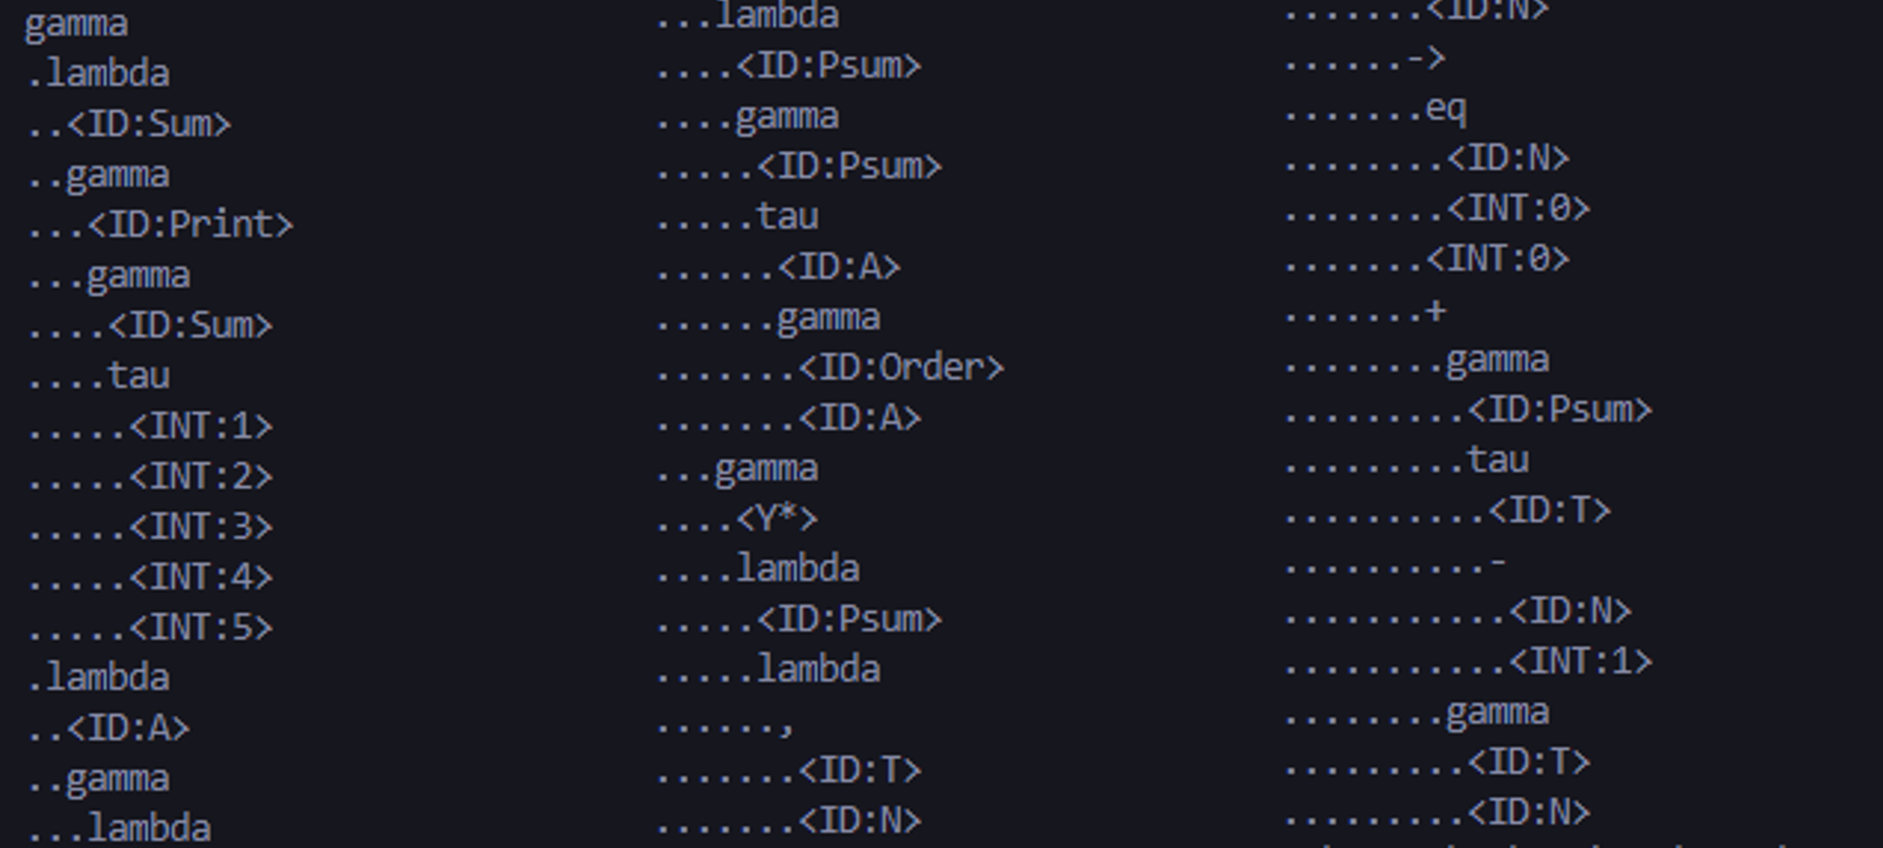 gamma
.lambda
..<ID:Sum>
..gamma
...<ID:Print>
...gamma
....<ID:Sum>
....tau
.....<INT:1>
.....<INT:2>
.....<INT:3>
.....<INT:4>
.....<INT:5>
.lambda
..<ID:A>
..gamma
...lambda
...lambda
....<ID:Psum>
....gamma
.....<ID:Psum>
.....tau
......<ID:A>
......gamma
.......<ID:Order>
.......<ID:A>
...gamma
....<Y*>
....lambda
.....<ID:Psum>
.....lambda
......,
.......<ID:T>
.......<ID:N>
.......<ID:N>
......->
.......eq
........<ID:N>
........<INT:0>
.......<INT:0>
.......+
........gamma
.........<ID:Psum>
.........tau
..........<ID:T>
..........-
...........<ID:N>
...........<INT:1>
........gamma
.........<ID:T>
.........<ID:N>